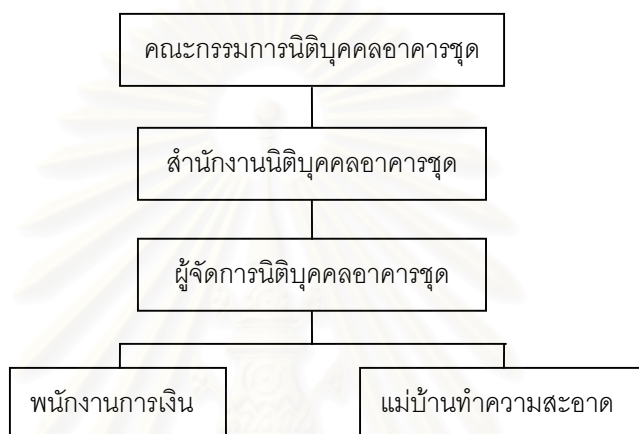 คณะกรรมการนิติบุคคลอาคารชุด
สำนักงานนิติบุคคลอาคารชุด
ผู้จัดการนิติบุคคลอาคารชุด
พนักงานการเงิน
แม่บ้านทำความสะอาด